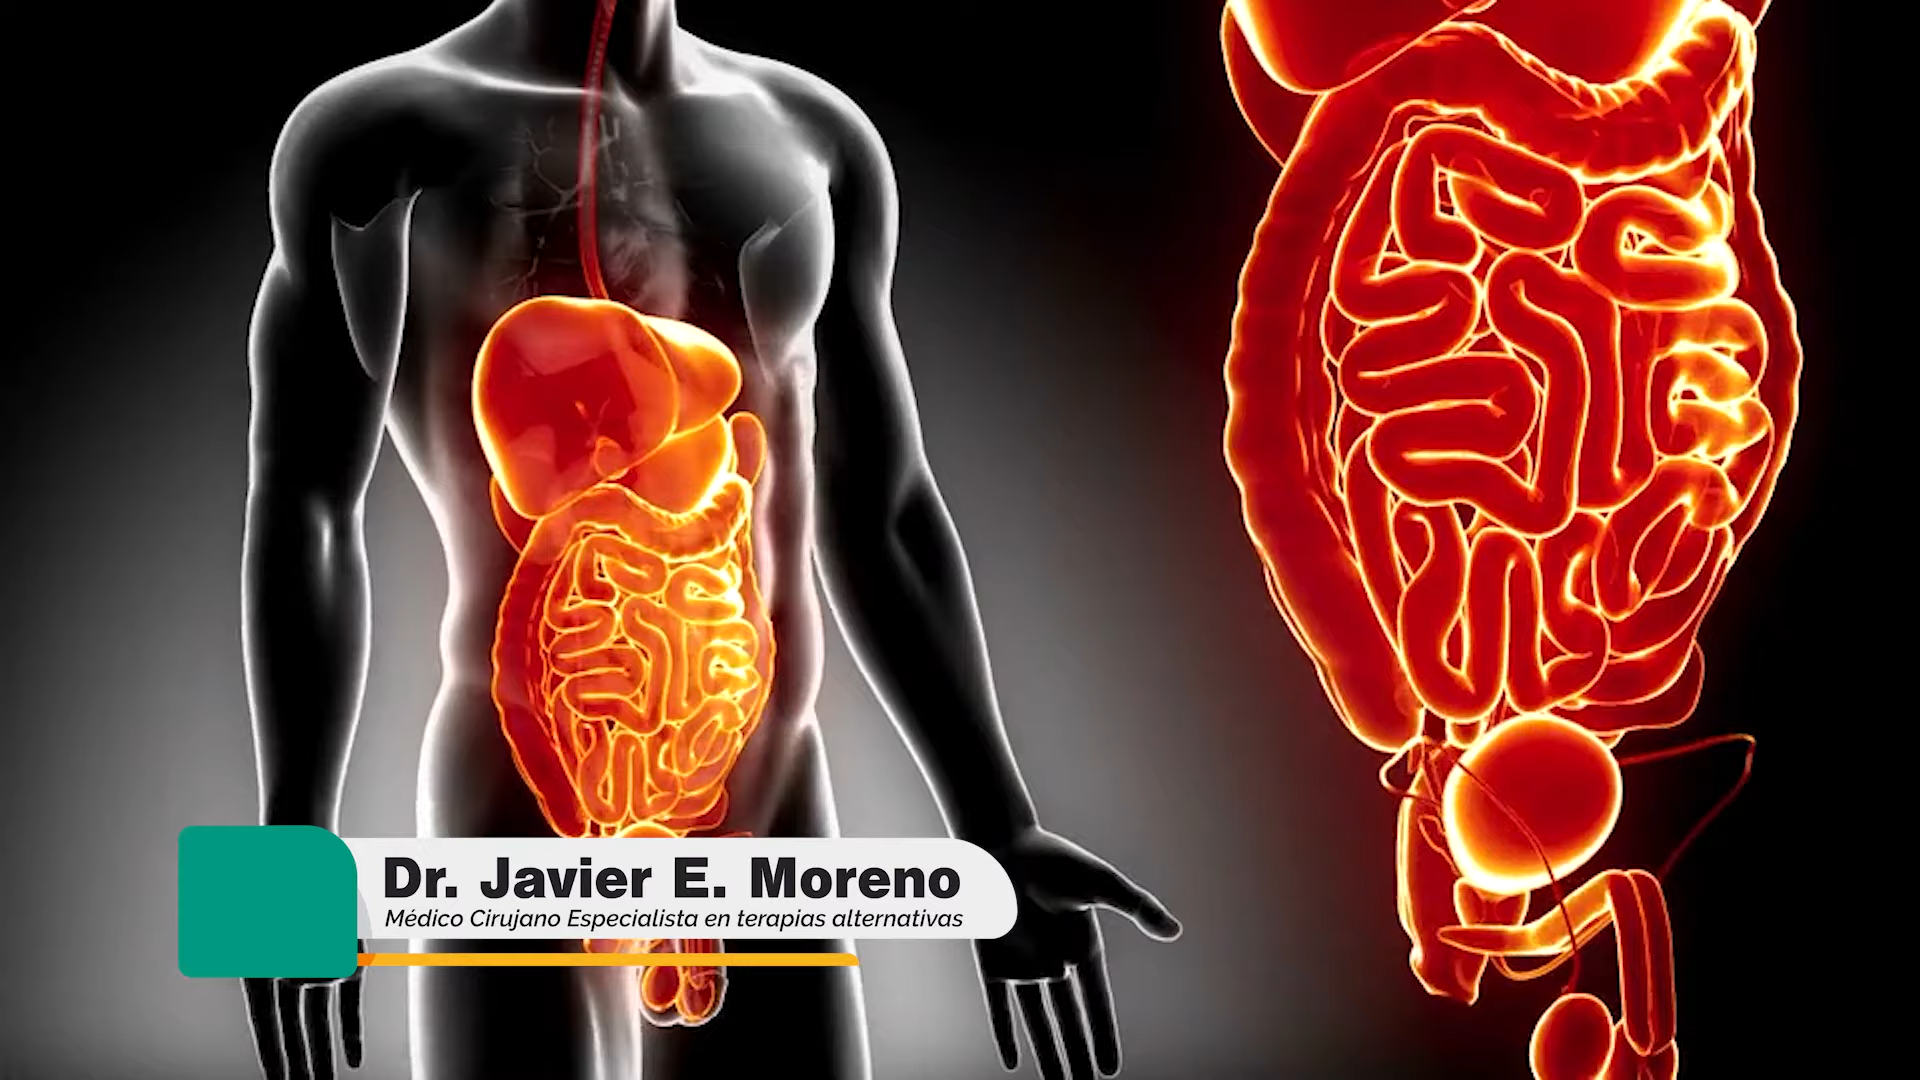 Dr. Javier E. Moreno
Médico Cirujano Especialista en terapias alternativas